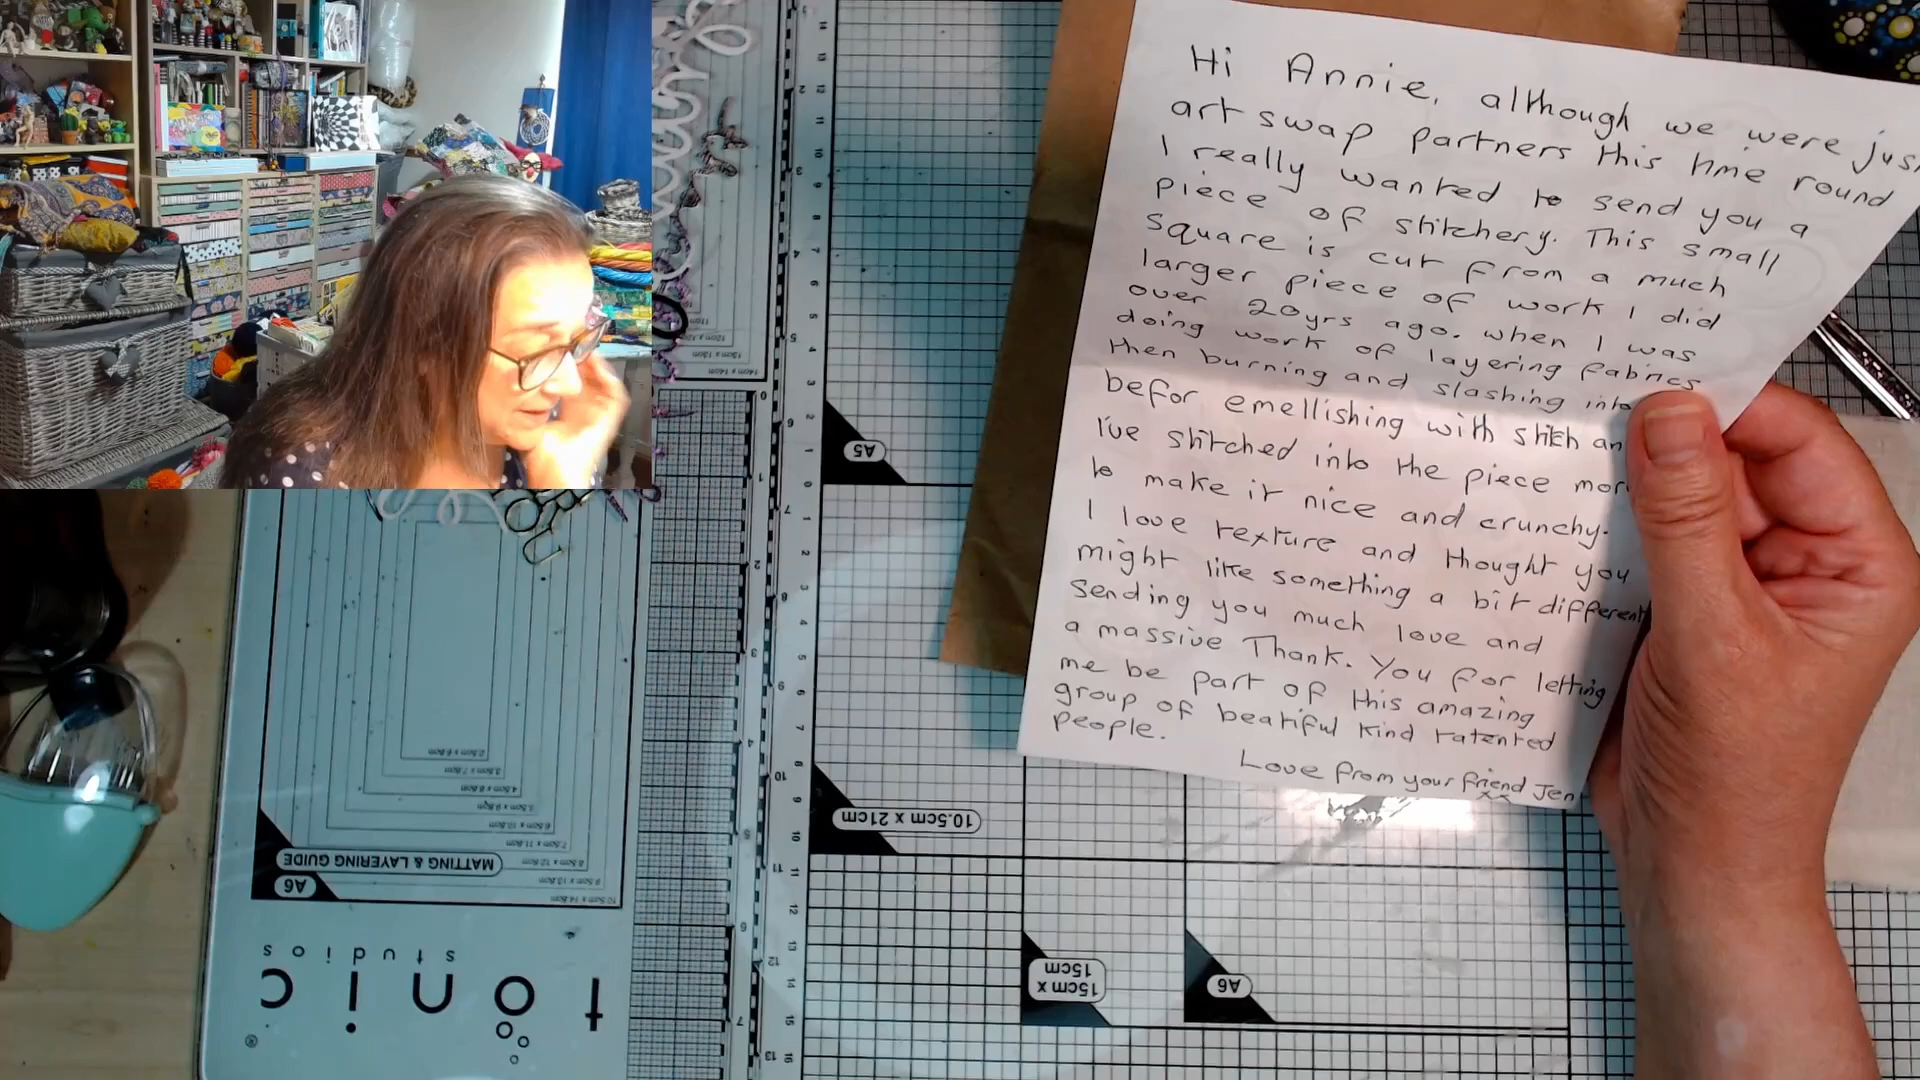 Hi Annie, although we were just
art swap partners this time round
I really wanted to send you a
piece of stitchery. This small
square is cut from a much
larger piece of work I did
over 20yrs ago. when I was
doing work of layering fabrics
then burning and slashing into
befor emellishing with stitch an
I've stitched into the piece mor
to make it nice and crunchy.
I love texture and thought you
might like something a bit different
Sending you much love and
a massive Thank. You for letting
me be part of this amazing
group of beatiful kind ratented
people.
Love from your friend Jen
xx
A5
10.5cm x 21cm
15cm x
15cm
A6
MATTING & LAYERING GUIDE
A6
tonic
studios
®